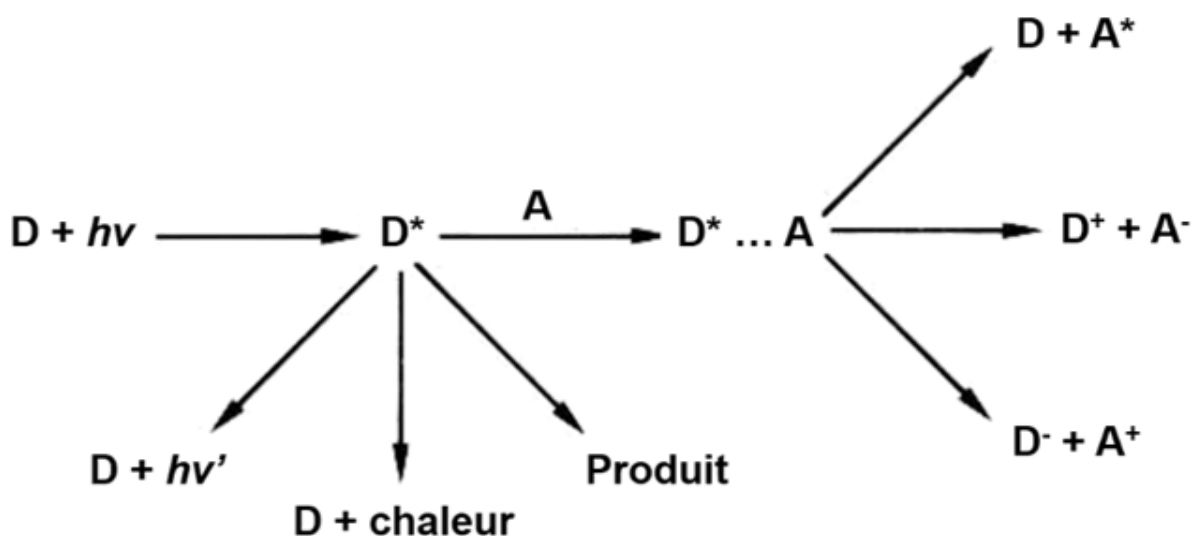 D + A*
D + hν
D*
A
D* ... A
D⁺ + A⁻
D⁻ + A⁺
D + hν’
Produit
D + chaleur